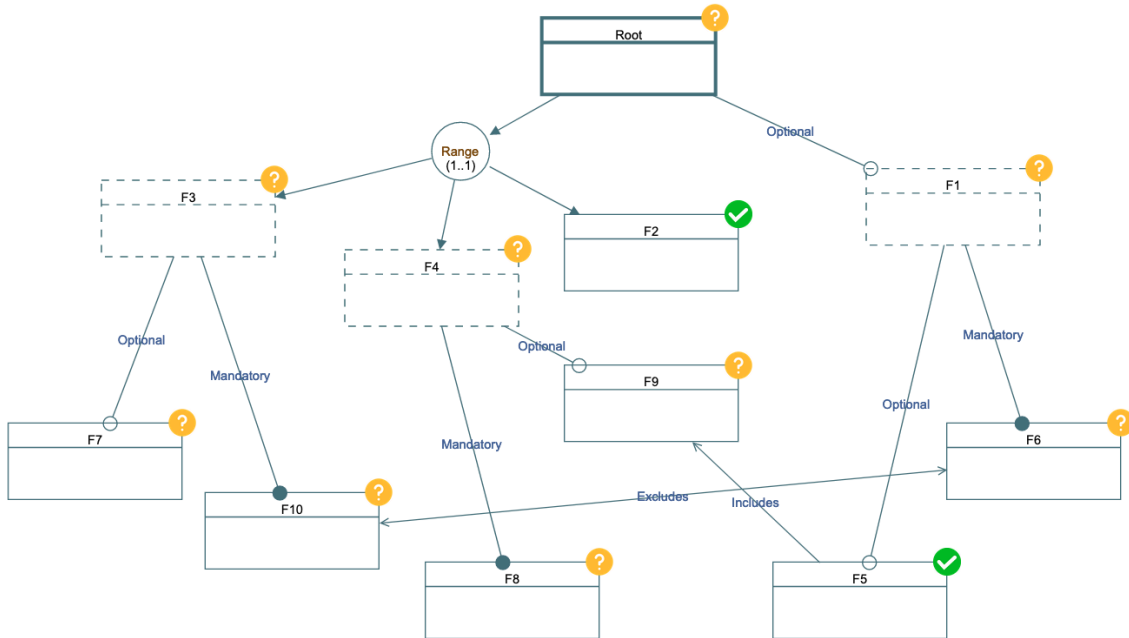 ?
Root
Optional
Range
(1..1)
?
F3
?
F1
F2
?
F4
Optional
Optional
Mandatory
?
F9
Mandatory
Optional
Mandatory
?
F7
?
F6
?
F10
Excludes
Includes
?
F8
F5